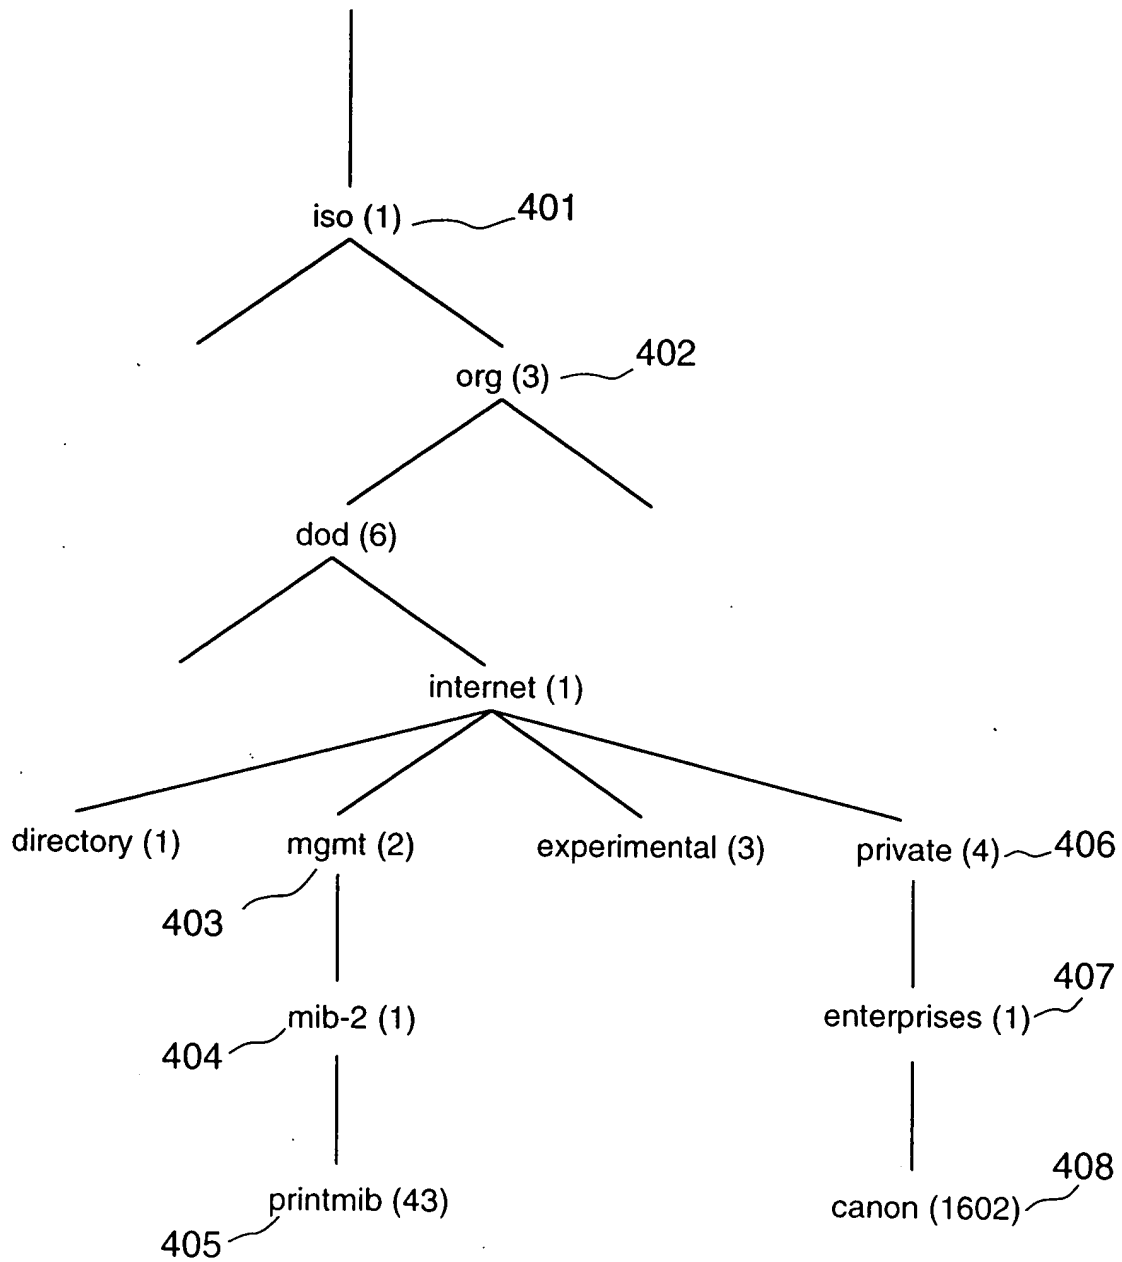 iso (1) 401
org (3) 402
dod (6)
internet (1)
directory (1) mgmt (2) experimental (3) private (4) 406
403
407
mib-2 (1) enterprises (1)
404
408
printmib (43) canon (1602)
405